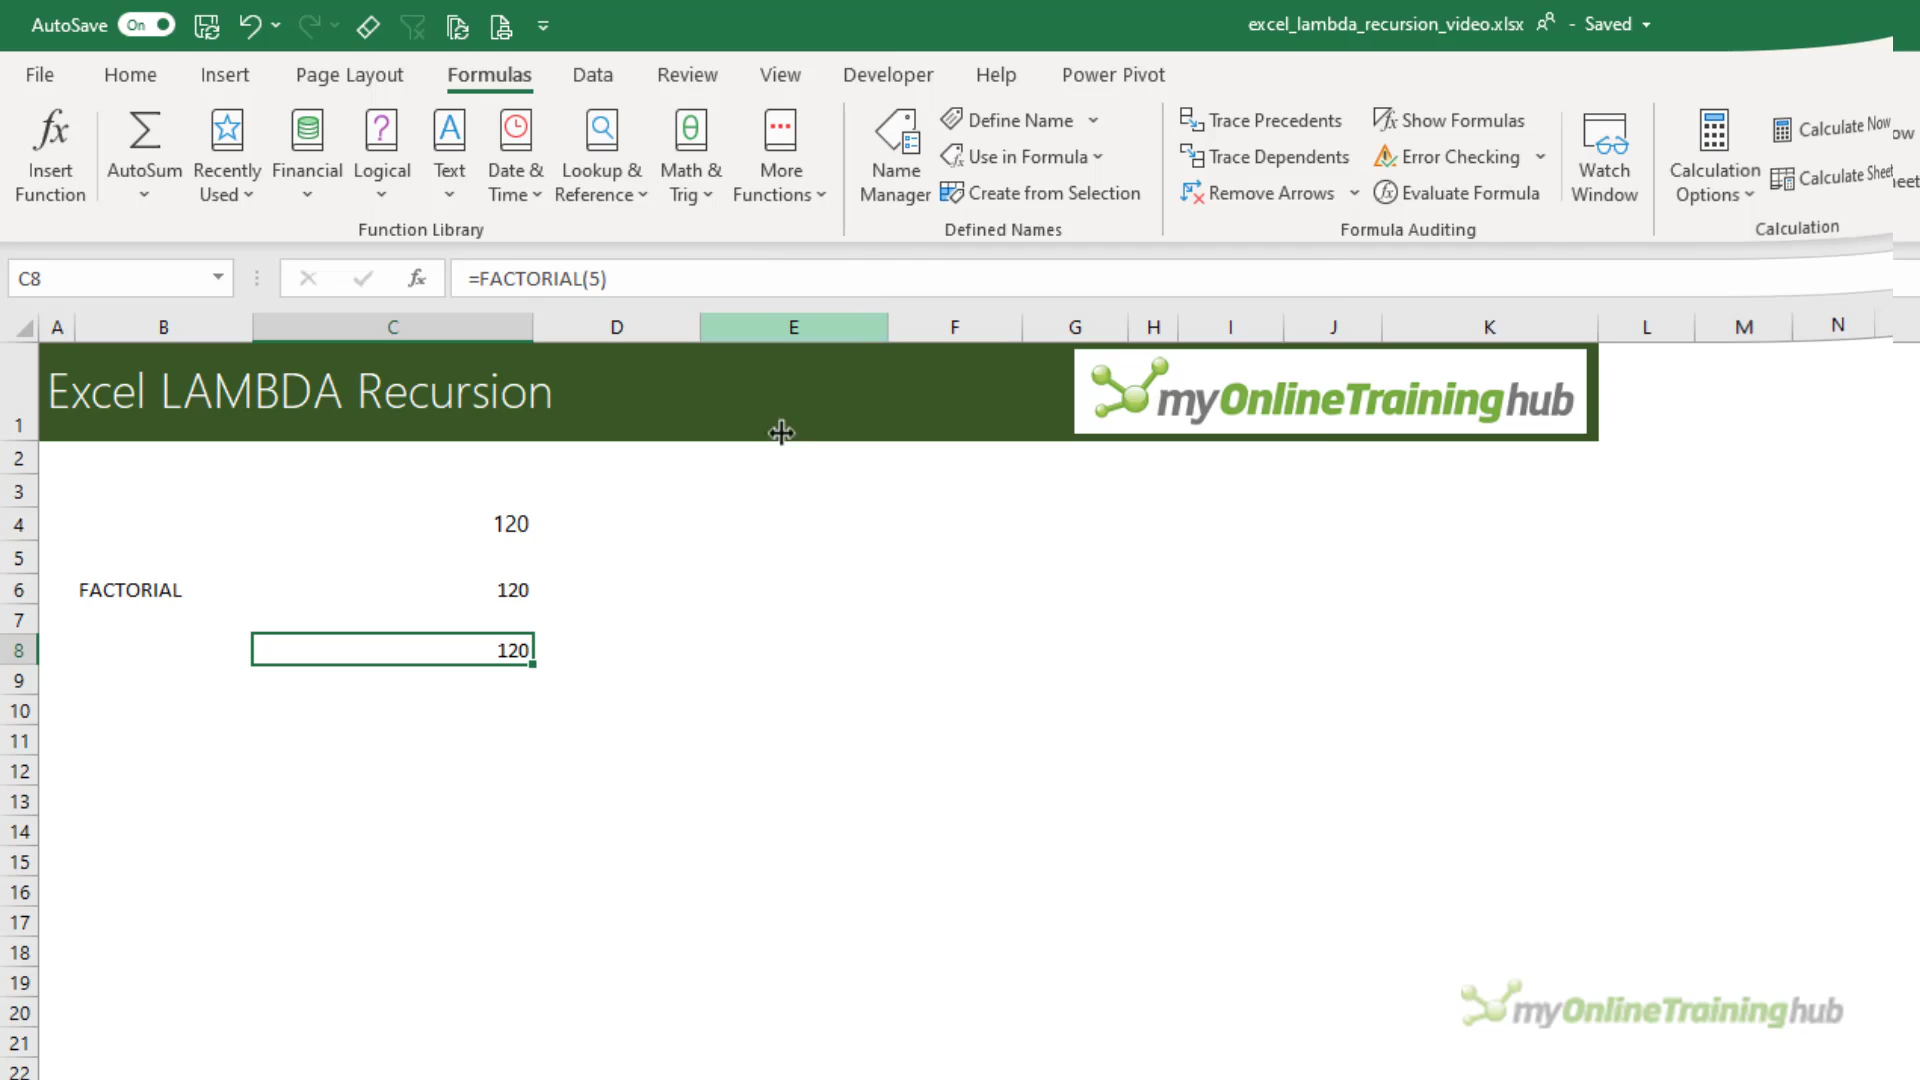 AutoSave On excel_lambda_recursion_video.xlsx - Saved
File Home Insert Page Layout Formulas Data Review View Developer Help Power Pivot
fx Σ ? A θ
Insert Function
AutoSum
Recently Used
Financial
Logical
Text
Date & Time
Lookup & Reference
Math & Trig
More Functions
Function Library
Name Manager
Define Name
Use in Formula
Create from Selection
Defined Names
Trace Precedents
Trace Dependents
Remove Arrows
Show Formulas
Error Checking
Evaluate Formula
Formula Auditing
Watch Window
Calculation Options
Calculate Now
Calculate Sheet
Calculation
C8 fx =FACTORIAL(5)
A B C D E F G H I J K L M N
1 Excel LAMBDA Recursion myOnlineTraininghub
2
3
4 120
5
6 FACTORIAL 120
7
8 120
9
10
11
12
13
14
15
16
17
18
19
20 myOnlineTraininghub
21
22